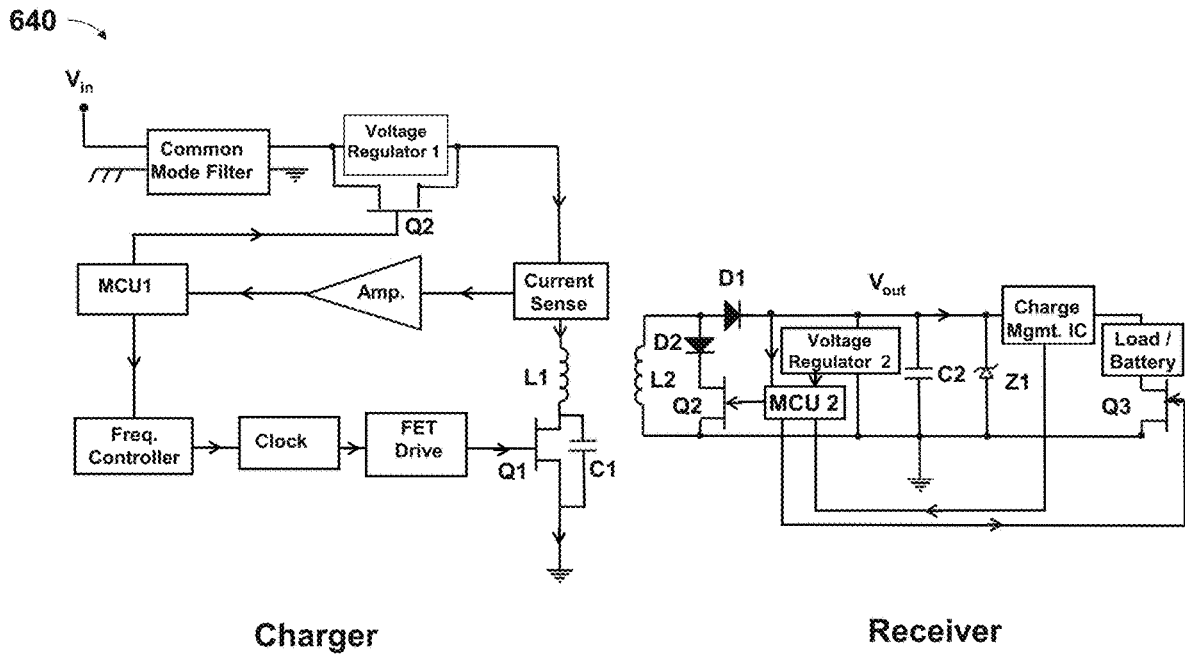 640
Vin
Common
Mode Filter
Voltage
Regulator 1
Q2
MCU1
Amp.
Current
Sense
L1
Freq.
Controller
Clock
FET
Drive
Q1
C1
Charger
D1
Vout
D2
Voltage
Regulator 2
L2
Q2
MCU 2
C2
Z1
Charge
Mgmt. IC
Load /
Battery
Q3
Receiver